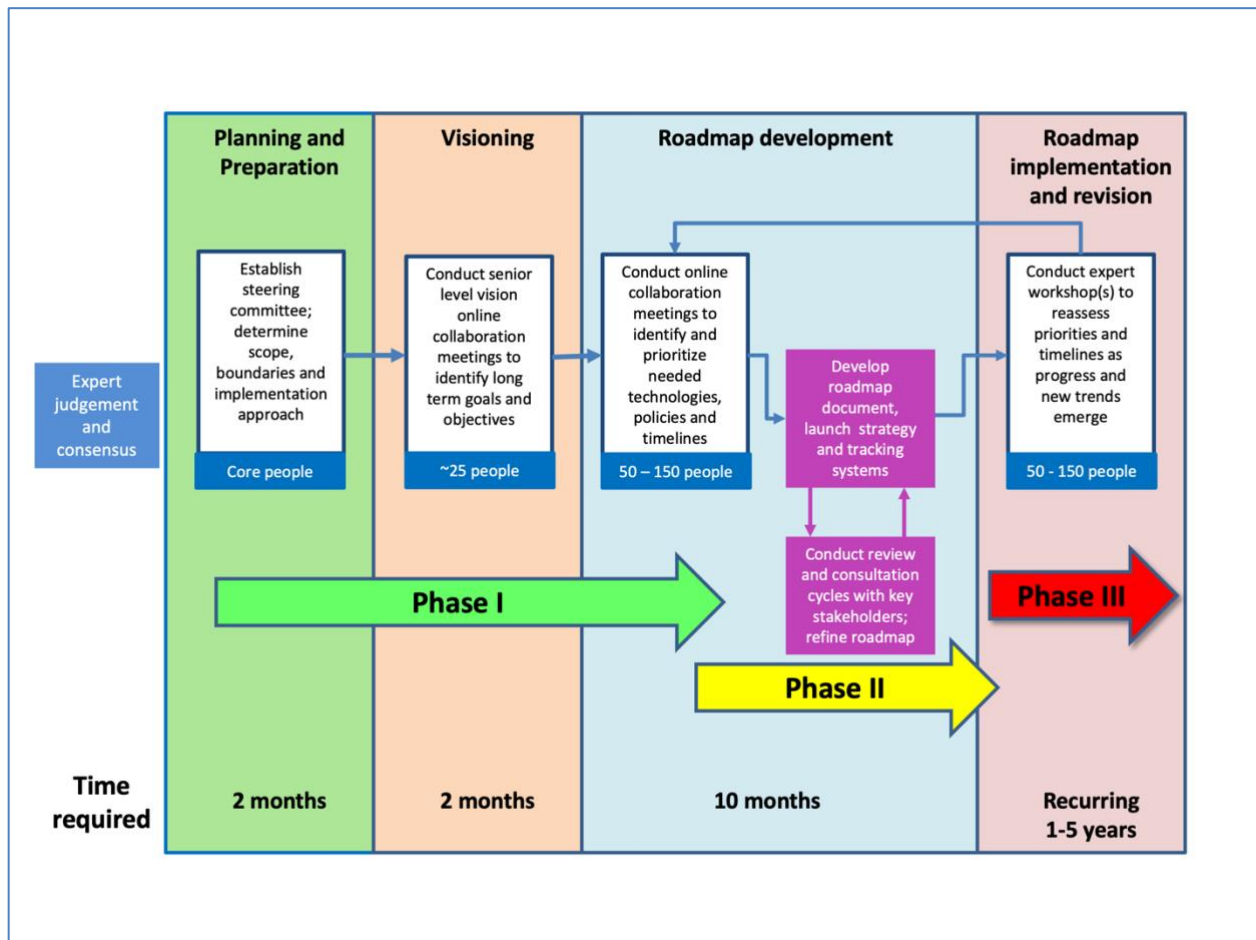 Planning and
Preparation
Visioning
Roadmap development
Roadmap
implementation
and revision
Expert
judgement
and
consensus
Establish
steering
committee;
determine
scope,
boundaries and
implementation
approach
Core people
Conduct senior
level vision
online
collaboration
meetings to
identify long
term goals and
objectives
~25 people
Conduct online
collaboration
meetings to
identify and
prioritize
needed
technologies,
policies and
timelines
50 – 150 people
Develop
roadmap
document,
launch strategy
and tracking
systems
Conduct review
and consultation
cycles with key
stakeholders;
refine roadmap
Conduct expert
workshop(s) to
reassess
priorities and
timelines as
progress and
new trends
emerge
50 - 150 people
Phase I
Phase II
Phase III
Time
required
2 months
2 months
10 months
Recurring
1-5 years